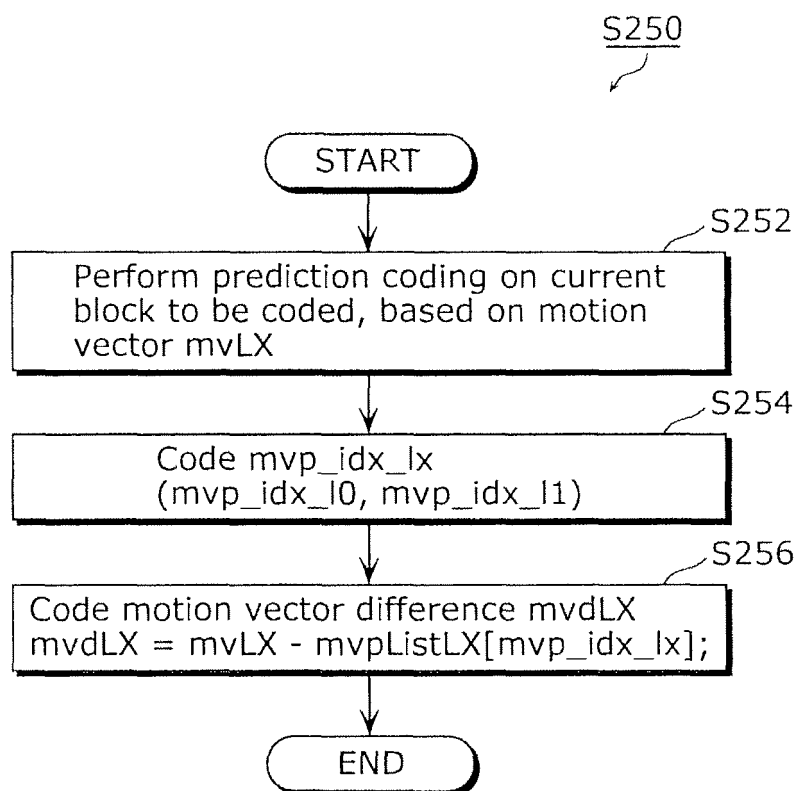 S250
START
S252
Perform prediction coding on current
block to be coded, based on motion
vector mvLX
S254
Code mvp_idx_lx
(mvp_idx_l0, mvp_idx_l1)
S256
Code motion vector difference mvdLX
mvdLX = mvLX - mvpListLX[mvp_idx_lx];
END